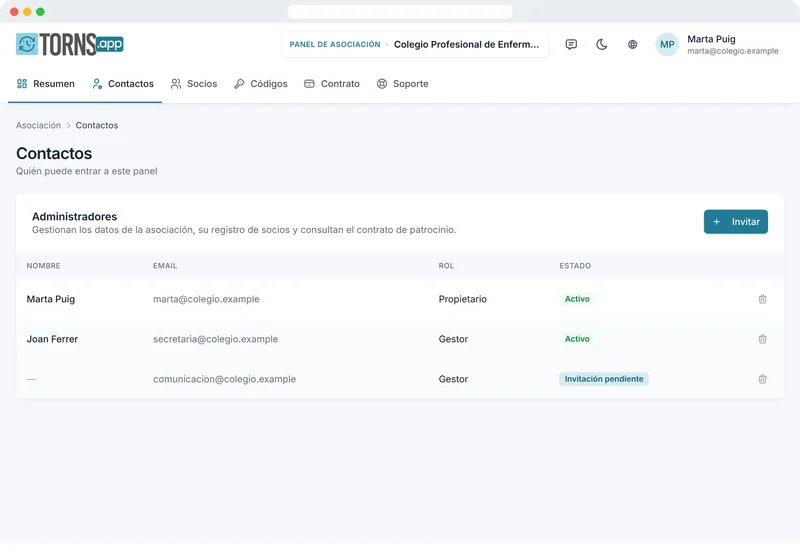 TORNS.app
PANEL DE ASOCIACIÓN · Colegio Profesional de Enferm...
MP
Marta Puig
marta@colegio.example
Resumen
Contactos
Socios
Códigos
Contrato
Soporte
Asociación > Contactos
Contactos
Quién puede entrar a este panel
Administradores
Gestionan los datos de la asociación, su registro de socios y consultan el contrato de patrocinio.
+ Invitar
NOMBRE EMAIL ROL ESTADO
Marta Puig marta@colegio.example Propietario Activo
Joan Ferrer secretaria@colegio.example Gestor Activo
— comunicacion@colegio.example Gestor Invitación pendiente